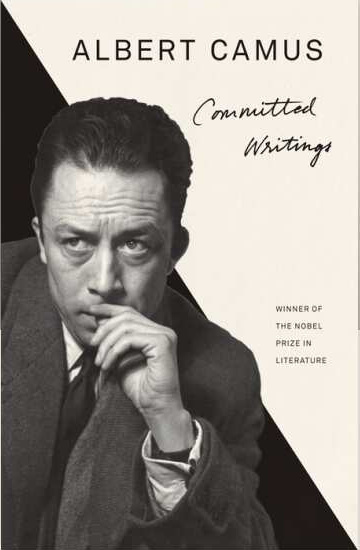 ALBERT CAMUS
Committed
Writings
WINNER OF
THE NOBEL
PRIZE IN
LITERATURE